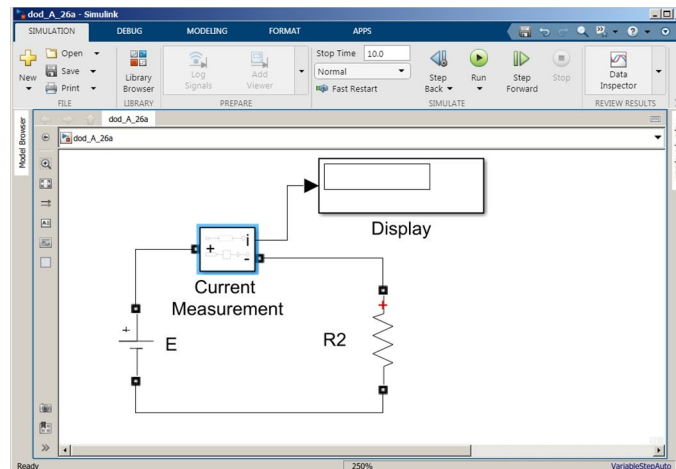 dod_A_26a - Simulink
SIMULATION DEBUG MODELING FORMAT APPS
New
Open
Save
Print
FILE
Library
Browser
LIBRARY
Log
Signals
Add
Viewer
PREPARE
Stop Time 10.0
Normal
Fast Restart
Step
Back
Run
Step
Forward
Stop
SIMULATE
Data
Inspector
REVIEW RESULTS
Model Browser
dod_A_26a
dod_A_26a
Display
+ i
-
Current
Measurement
+
E
+
R2
Ready 250% VariableStepAuto